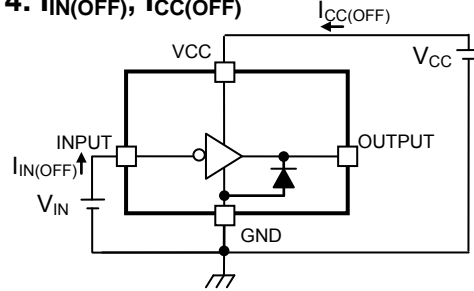 4. IIN(OFF), ICC(OFF)
ICC(OFF)
VCC
VCC
INPUT
OUTPUT
IIN(OFF)
VIN
GND